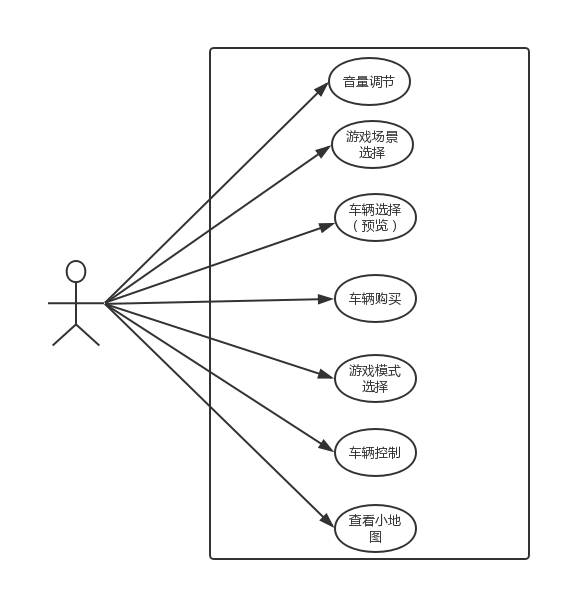 音量调节
游戏场景
选择
车辆选择
（预览）
车辆购买
游戏模式
选择
车辆控制
查看小地
图